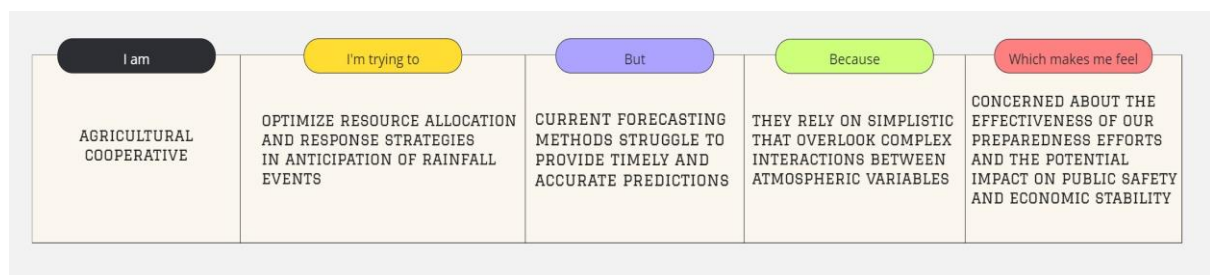 I am
I'm trying to
But
Because
Which makes me feel
AGRICULTURAL
COOPERATIVE
OPTIMIZE RESOURCE ALLOCATION
AND RESPONSE STRATEGIES
IN ANTICIPATION OF RAINFALL
EVENTS
CURRENT FORECASTING
METHODS STRUGGLE TO
PROVIDE TIMELY AND
ACCURATE PREDICTIONS
THEY RELY ON SIMPLISTIC
THAT OVERLOOK COMPLEX
INTERACTIONS BETWEEN
ATMOSPHERIC VARIABLES
CONCERNED ABOUT THE
EFFECTIVENESS OF OUR
PREPAREDNESS EFFORTS
AND THE POTENTIAL
IMPACT ON PUBLIC SAFETY
AND ECONOMIC STABILITY